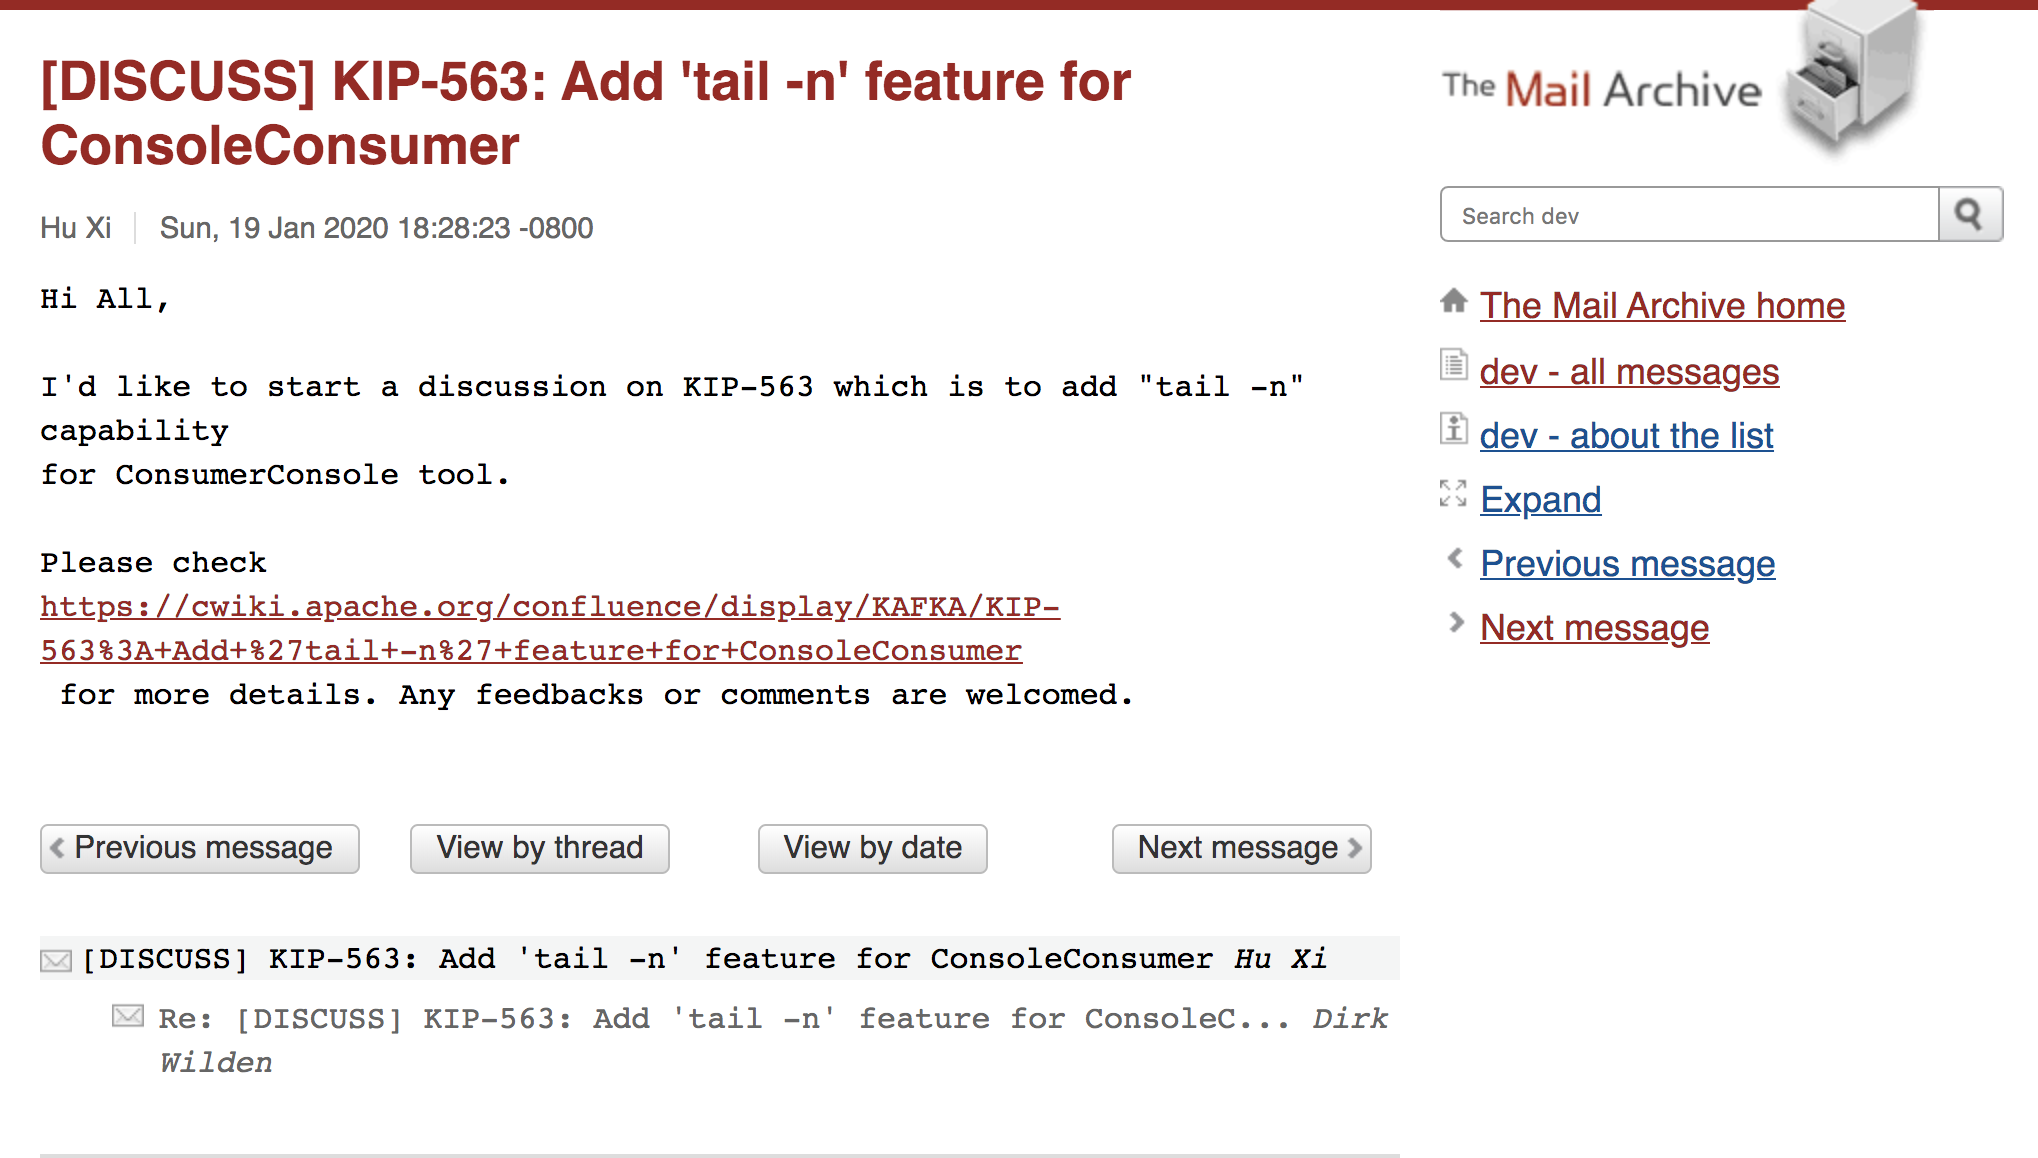 [DISCUSS] KIP-563: Add 'tail -n' feature for
ConsoleConsumer
Hu Xi
Sun, 19 Jan 2020 18:28:23 -0800
Hi All,
I'd like to start a discussion on KIP-563 which is to add "tail -n"
capability
for ConsumerConsole tool.
Please check
https://cwiki.apache.org/confluence/display/KAFKA/KIP-
563%3A+Add+%27tail+-n%27+feature+for+ConsoleConsumer
for more details. Any feedbacks or comments are welcomed.
Previous message
View by thread
View by date
Next message
[DISCUSS] KIP-563: Add 'tail -n' feature for ConsoleConsumer Hu Xi
Re: [DISCUSS] KIP-563: Add 'tail -n' feature for ConsoleC... Dirk
Wilden
The Mail Archive
Search dev
The Mail Archive home
dev - all messages
dev - about the list
Expand
Previous message
Next message